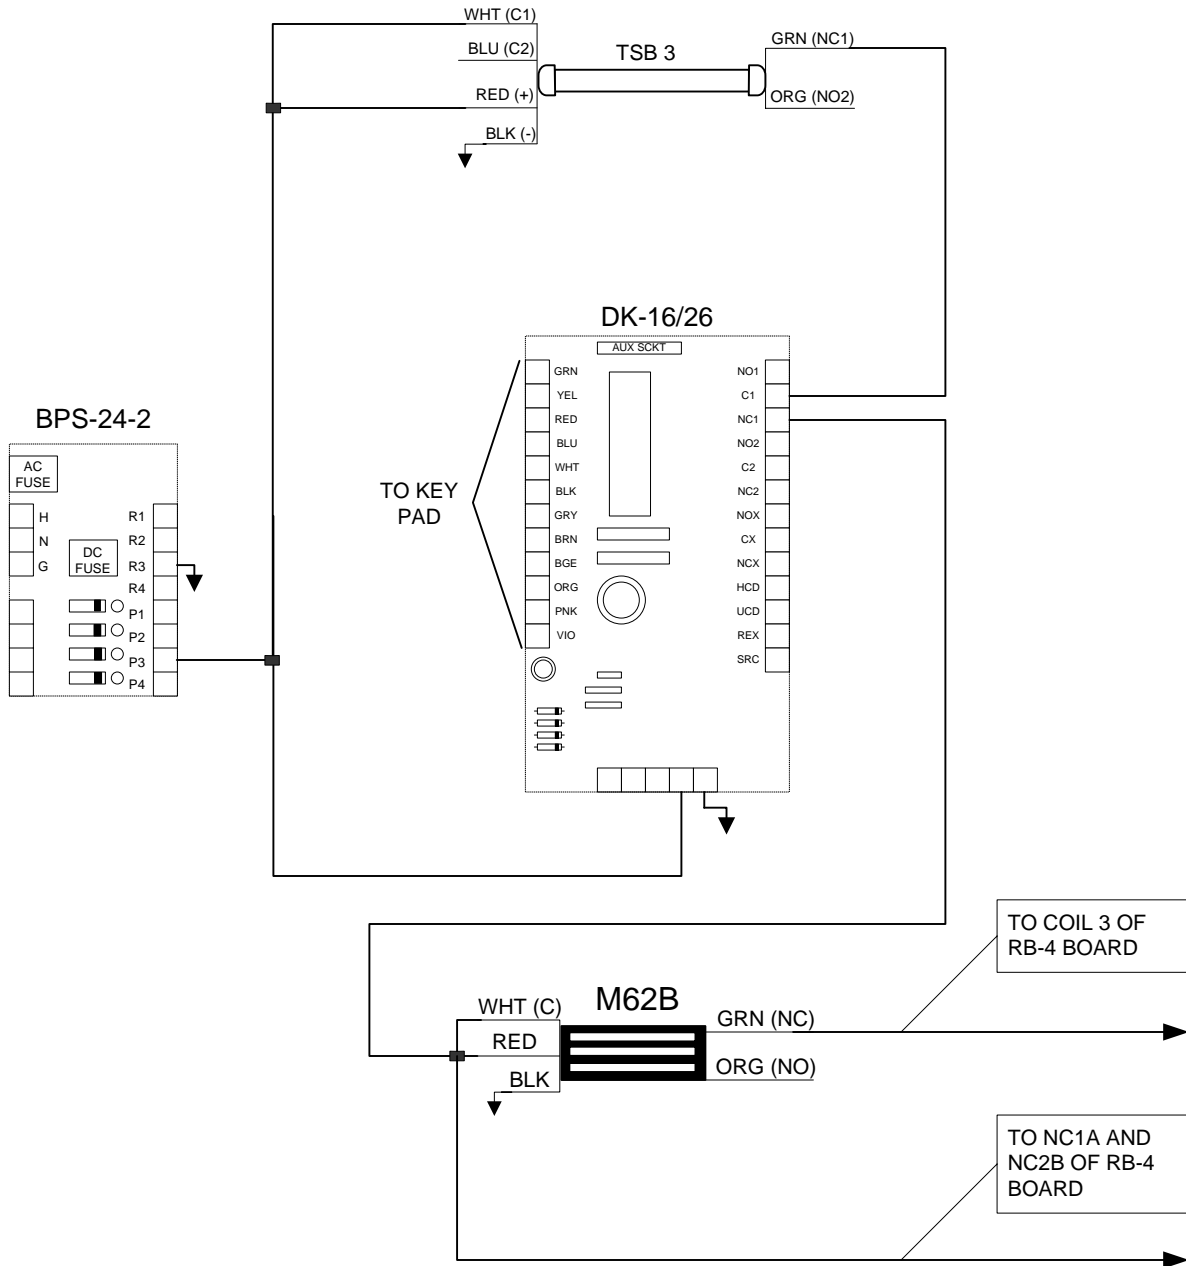 WHT (C1)
BLU (C2)
RED (+)
BLK (-)
TSB 3
GRN (NC1)
ORG (NO2)
DK-16/26
AUX SCKT
GRN
YEL
RED
BLU
WHT
BLK
GRY
BRN
BGE
ORG
PNK
VIO
NO1
C1
NC1
NO2
C2
NC2
NOX
CX
NCX
HCD
UCD
REX
SRC
TO KEY
PAD
BPS-24-2
AC
FUSE
H
N
G
DC
FUSE
R1
R2
R3
R4
P1
P2
P3
P4
M62B
WHT (C)
RED
BLK
GRN (NC)
ORG (NO)
TO COIL 3 OF
RB-4 BOARD
TO NC1A AND
NC2B OF RB-4
BOARD